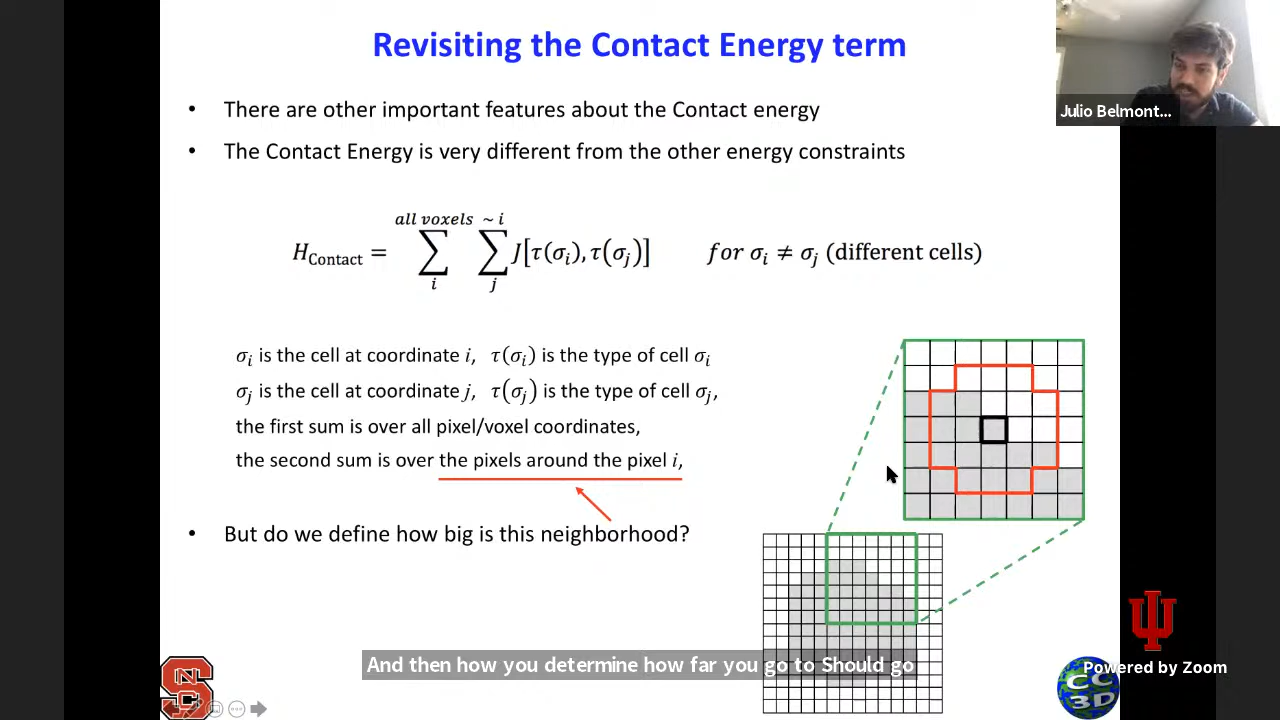 Revisiting the Contact Energy term
Julio Belmont...
• There are other important features about the Contact energy
• The Contact Energy is very different from the other energy constraints
all voxels ~ i
H_Contact = ∑ ∑ J[τ(σ_i), τ(σ_j)] for σ_i ≠ σ_j (different cells)
i j
σ_i is the cell at coordinate i, τ(σ_i) is the type of cell σ_i
σ_j is the cell at coordinate j, τ(σ_j) is the type of cell σ_j,
the first sum is over all pixel/voxel coordinates,
the second sum is over the pixels around the pixel i,
• But do we define how big is this neighborhood?
And then how you determine how far you go to Should go
Powered by Zoom
NS
CC
3D